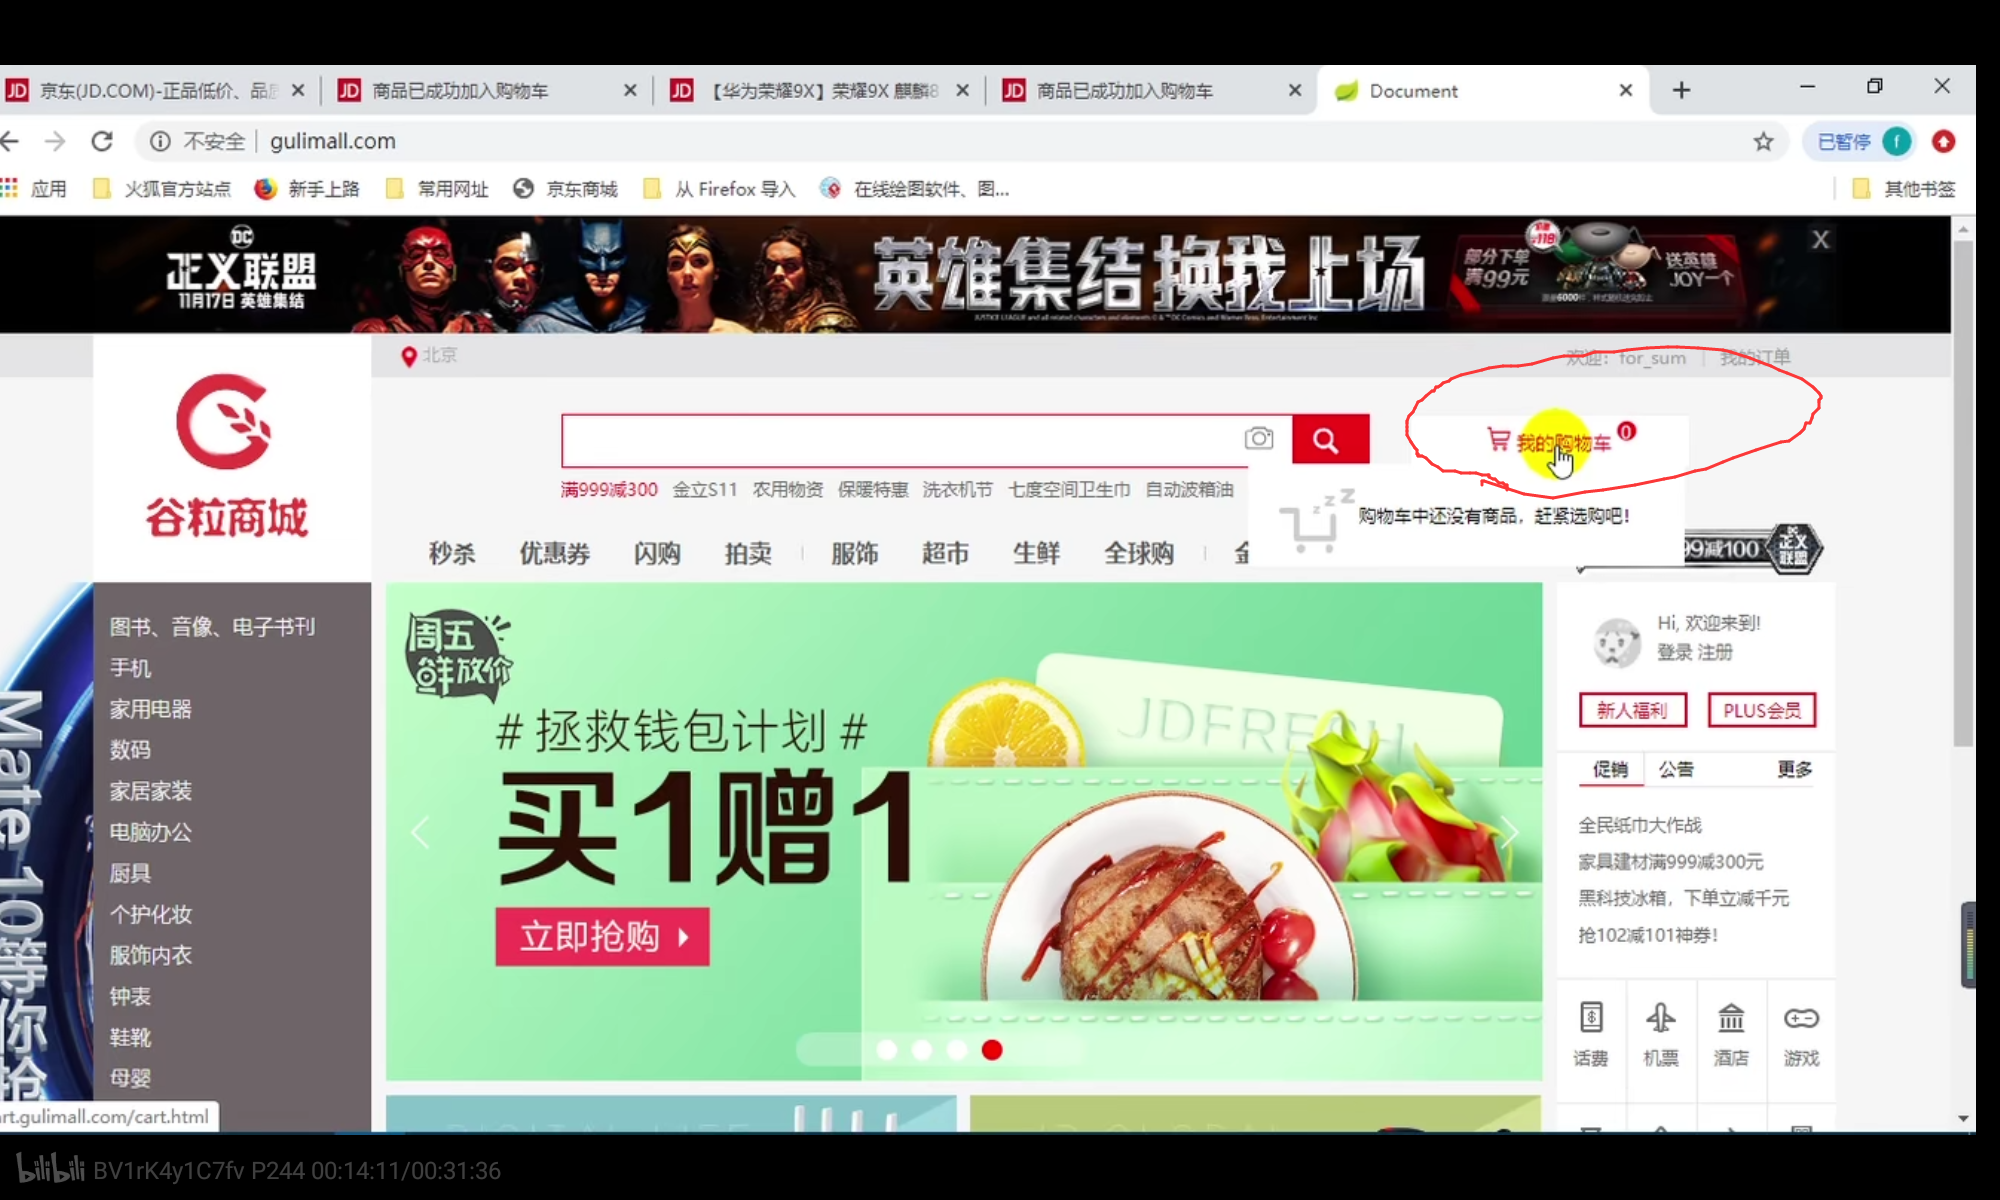 京东(JD.COM)-正品低价、品
商品已成功加入购物车
【华为荣耀9X】荣耀9X 麒麟8
商品已成功加入购物车
Document
不安全 | gulimall.com
已暂停 f
应用 火狐官方站点 新手上路 常用网址 京东商城 从 Firefox 导入 在线绘图软件、图... 其他书签
DC
正义联盟
11月17日 英雄集结
英雄集结 换我上场
部分下单
满99元
送英雄
JOY一个
X
北京
欢迎: for_sum | 我的订单
谷粒商城
我的购物车 0
满999减300 金立S11 农用物资 保暖特惠 洗衣机节 七度空间卫生巾 自动波箱油
购物车中还没有商品，赶紧选购吧!
秒杀 优惠券 闪购 拍卖 服饰 超市 生鲜 全球购
9减100
DC
正义
联盟
图书、音像、电子书刊
手机
家用电器
数码
家居家装
电脑办公
厨具
个护化妆
服饰内衣
钟表
鞋靴
母婴
Mate 10等你抢
周五
鲜放价
#拯救钱包计划#
买1赠1
立即抢购
JDFRESH
Hi, 欢迎来到!
登录 注册
新人福利 PLUS会员
促销 公告 更多
全民纸巾大作战
家具建材满999减300元
黑科技冰箱，下单立减千元
抢102减101神券!
话费 机票 酒店 游戏
rt.gulimall.com/cart.html
bilibili BV1rK4y1C7fv P244 00:14:11/00:31:36